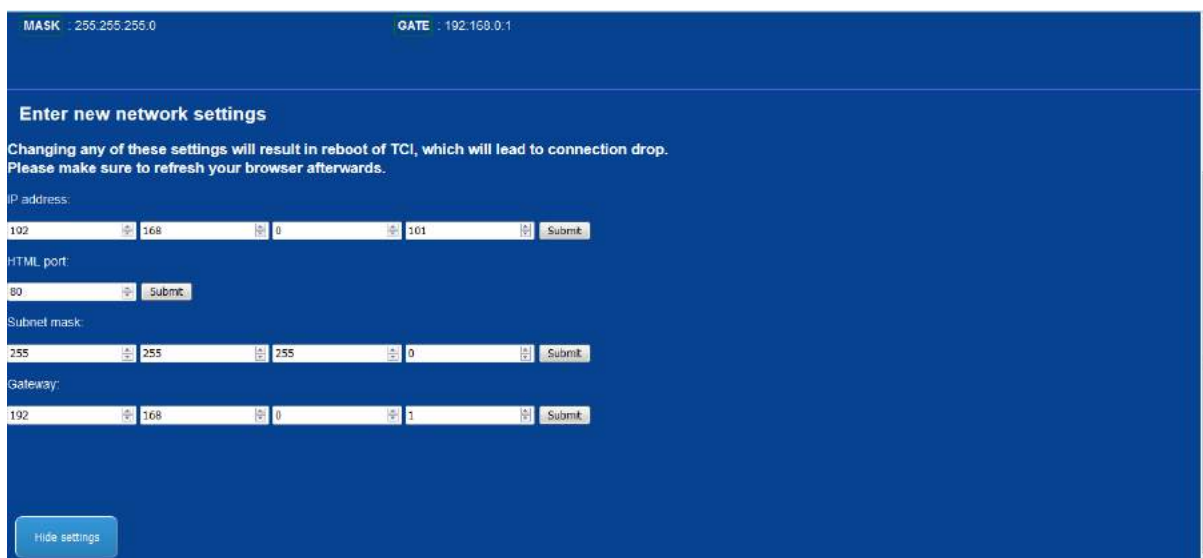 MASK : 255.255.255.0 GATE : 192.168.0.1
Enter new network settings
Changing any of these settings will result in reboot of TCI, which will lead to connection drop.
Please make sure to refresh your browser afterwards.
IP address:
192 168 0 101 Submit
HTML port:
80 Submit
Subnet mask:
255 255 255 0 Submit
Gateway:
192 168 0 1 Submit
Hide settings